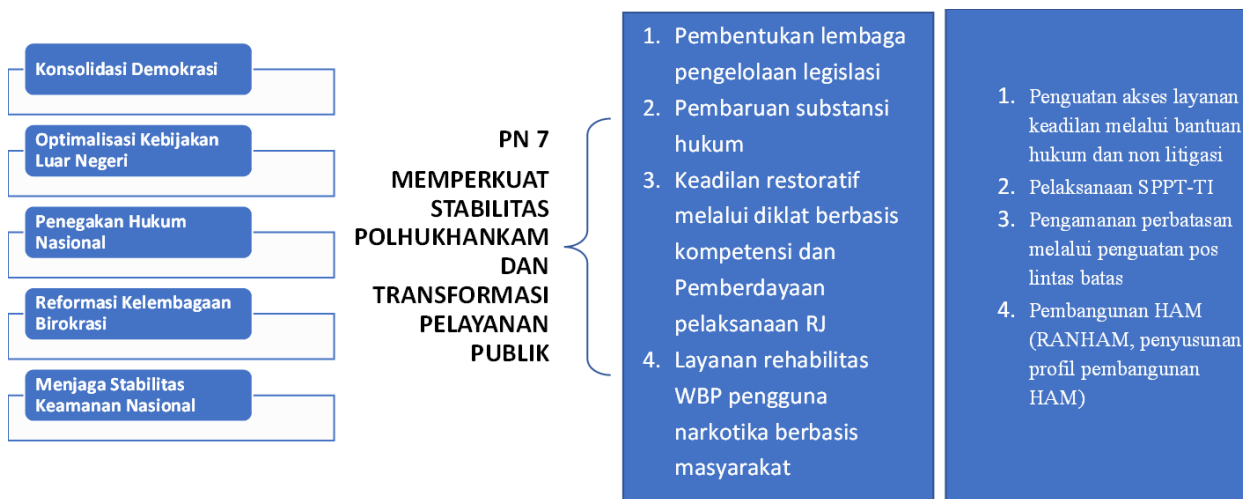 Konsolidasi Demokrasi
Optimalisasi Kebijakan
Luar Negeri
Penegakan Hukum
Nasional
Reformasi Kelembagaan
Birokrasi
Menjaga Stabilitas
Keamanan Nasional
PN 7
MEMPERKUAT
STABILITAS
POLHUKHANKAM
DAN
TRANSFORMASI
PELAYANAN
PUBLIK
1. Pembentukan lembaga
pengelolaan legislasi
2. Pembaruan substansi
hukum
3. Keadilan restoratif
melalui diklat berbasis
kompetensi dan
Pemberdayaan
pelaksanaan RJ
4. Layanan rehabilitas
WBP pengguna
narkotika berbasis
masyarakat
1. Penguatan akses layanan
keadilan melalui bantuan
hukum dan non litigasi
2. Pelaksanaan SPPT-TI
3. Pengamanan perbatasan
melalui penguatan pos
lintas batas
4. Pembangunan HAM
(RANHAM, penyusunan
profil pembangunan
HAM)